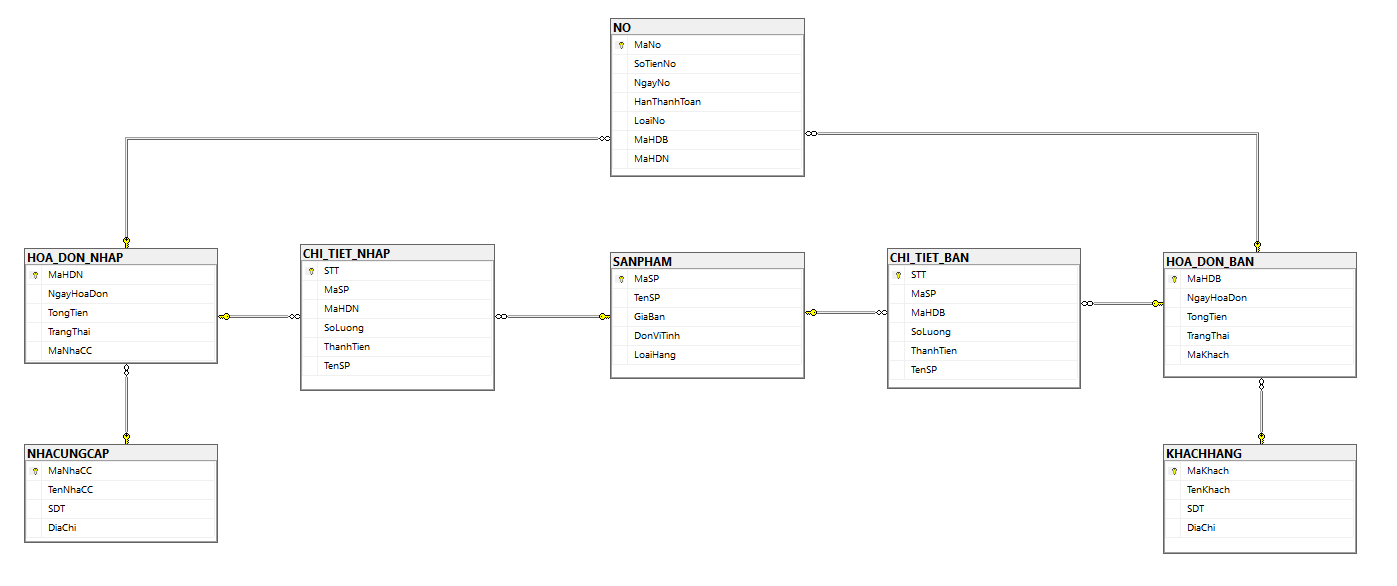 NO
MaNo
SoTienNo
NgayNo
HanThanhToan
LoaiNo
MaHDB
MaHDN
HOA_DON_NHAP
MaHDN
NgayHoaDon
TongTien
TrangThai
MaNhaCC
CHI_TIET_NHAP
STT
MaSP
MaHDN
SoLuong
ThanhTien
TenSP
SANPHAM
MaSP
TenSP
GiaBan
DonViTinh
LoaiHang
CHI_TIET_BAN
STT
MaSP
MaHDB
SoLuong
ThanhTien
TenSP
HOA_DON_BAN
MaHDB
NgayHoaDon
TongTien
TrangThai
MaKhach
NHACUNGCAP
MaNhaCC
TenNhaCC
SDT
DiaChi
KHACHHANG
MaKhach
TenKhach
SDT
DiaChi